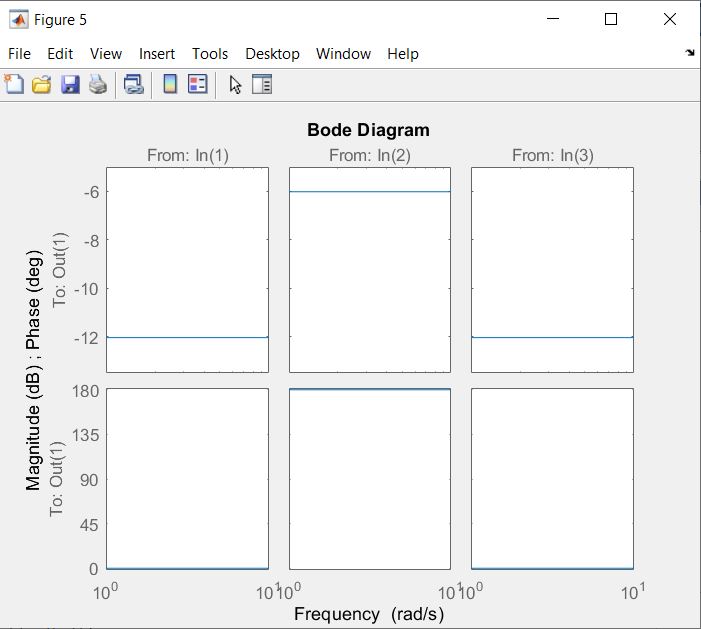 Figure 5
File Edit View Insert Tools Desktop Window Help
Bode Diagram
From: In(1) From: In(2) From: In(3)
-6
-8
-10
-12
To: Out(1)
Magnitude (dB) ; Phase (deg)
180
135
90
45
0
To: Out(1)
10^0 10^1 10^0 10^1 10^0 10^1
Frequency (rad/s)